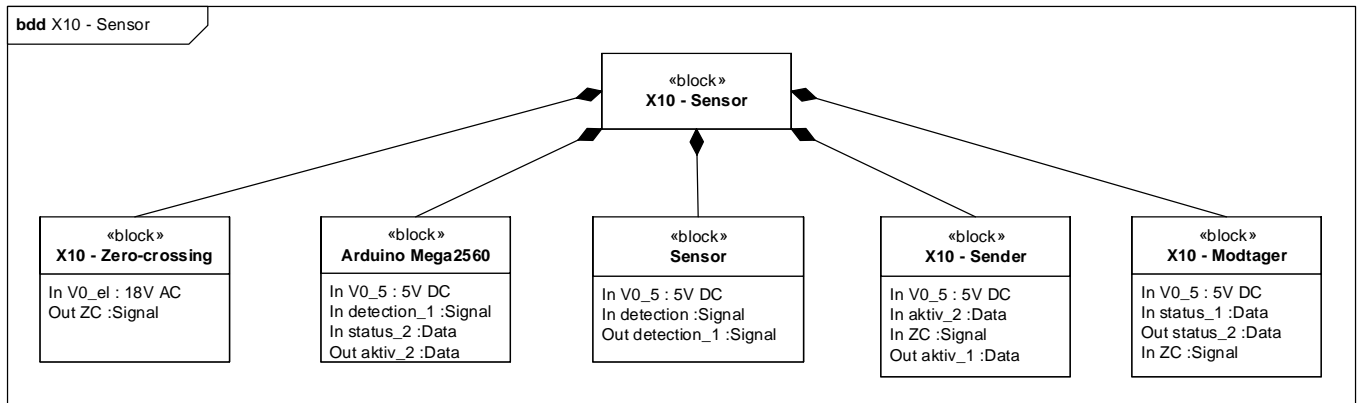 bdd X10 - Sensor
«block»
X10 - Sensor
«block»
X10 - Zero-crossing
In V0_el : 18V AC
Out ZC :Signal
«block»
Arduino Mega2560
In V0_5 : 5V DC
In detection_1 :Signal
In status_2 :Data
Out aktiv_2 :Data
«block»
Sensor
In V0_5 : 5V DC
In detection :Signal
Out detection_1 :Signal
«block»
X10 - Sender
In V0_5 : 5V DC
In aktiv_2 :Data
In ZC :Signal
Out aktiv_1 :Data
«block»
X10 - Modtager
In V0_5 : 5V DC
In status_1 :Data
Out status_2 :Data
In ZC :Signal